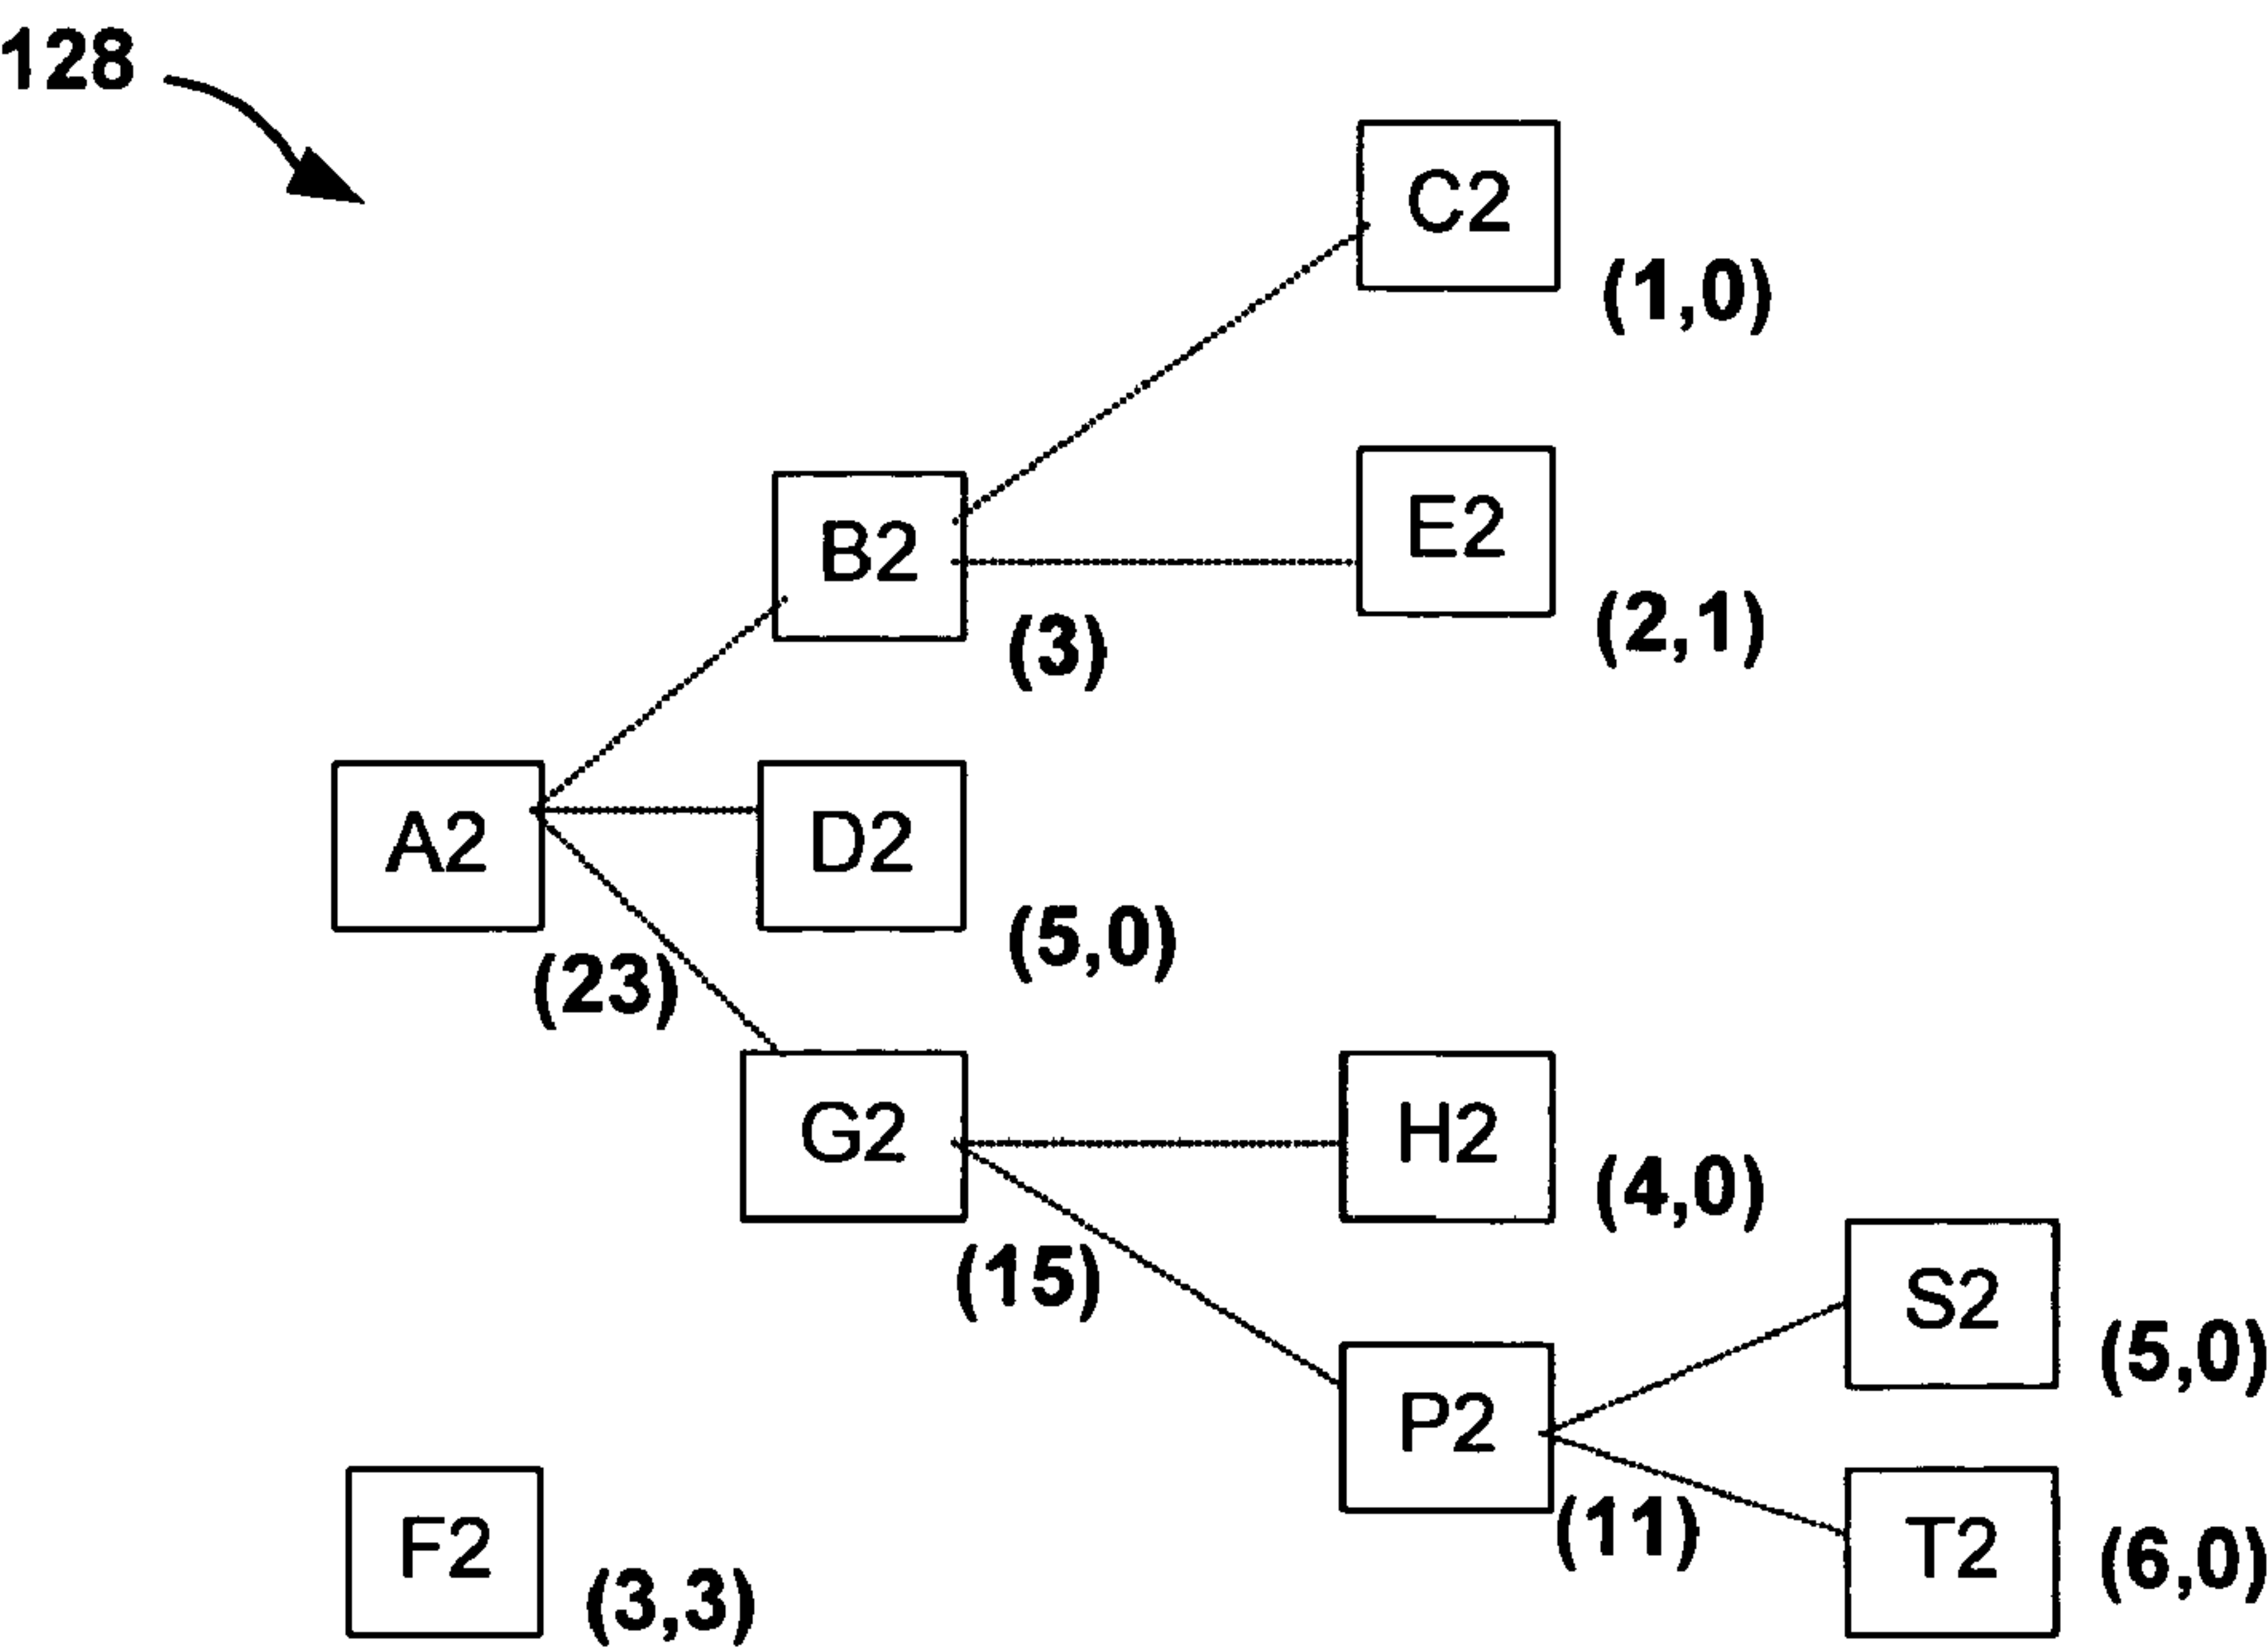 128
C2
(1,0)
B2
(3)
E2
(2,1)
A2
(23)
D2
(5,0)
G2
(15)
H2
(4,0)
S2
(5,0)
P2
(11)
T2
(6,0)
F2
(3,3)